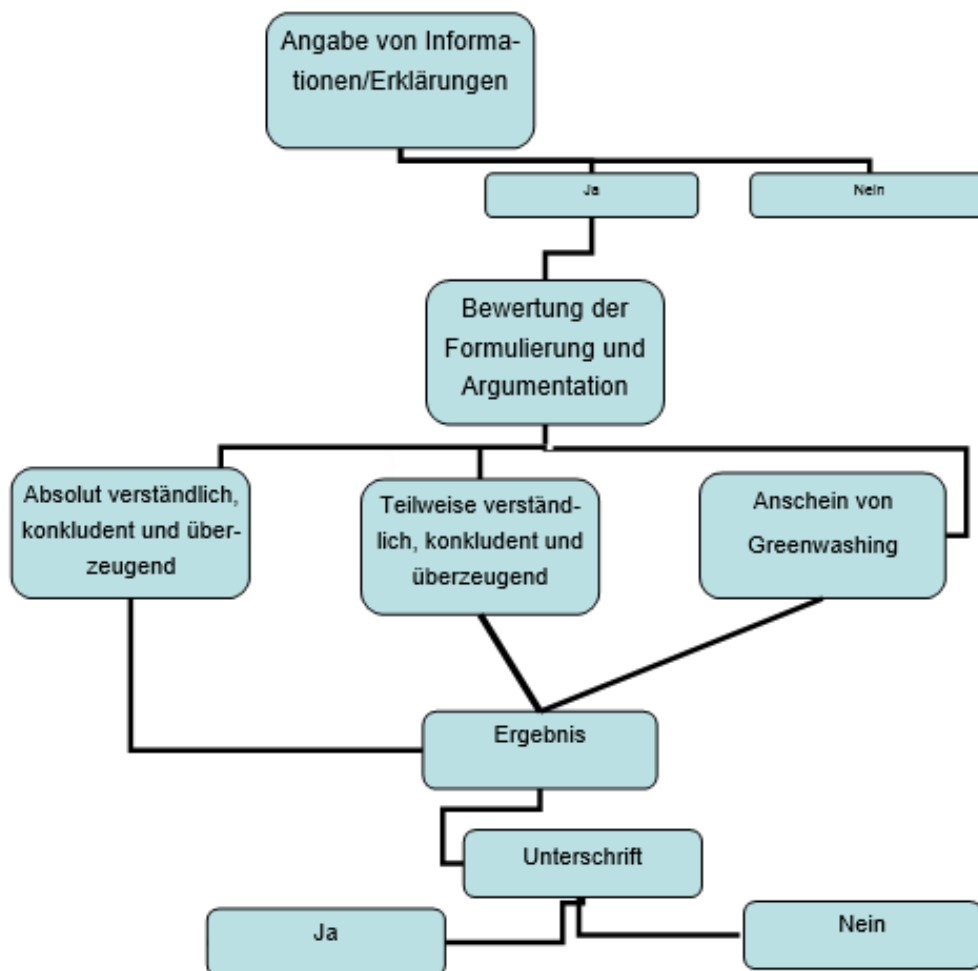 Angabe von Informa-
tionen/Erklärungen
Ja
Nein
Bewertung der
Formulierung und
Argumentation
Absolut verständlich,
konkludent und über-
zeugend
Teilweise verständ-
lich, konkludent und
überzeugend
Anschein von
Greenwashing
Ergebnis
Unterschrift
Ja
Nein